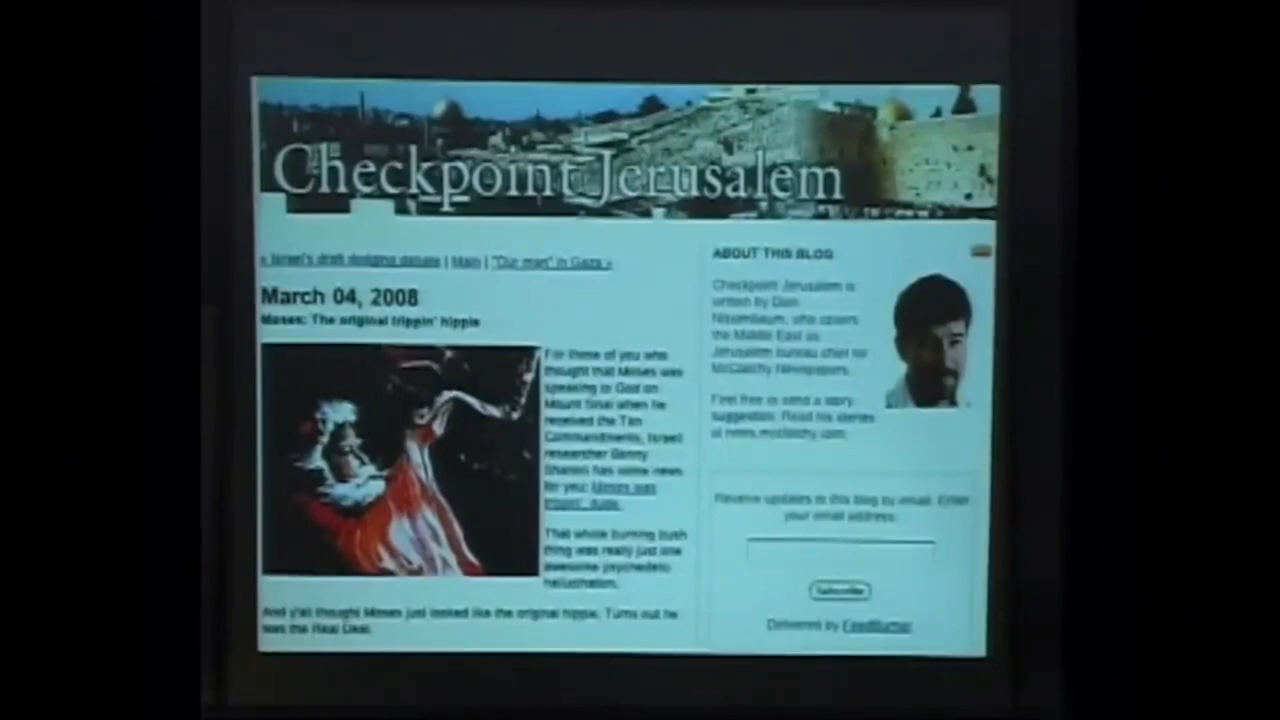 Checkpoint Jerusalem
« Israel's draft dodging debate | Main | "Our man" in Gaza »
March 04, 2008
Moses: The original trippin' hippie
For those of you who
thought that Moses was
speaking to God on
Mount Sinai when he
received the Ten
Commandments, Israeli
researcher Benny
Shanon has some news
for you: Moses was
trippin', dude.
That whole burning bush
thing was really just one
awesome psychedelic
hallucination.
And y'all thought Moses just looked like the original hippie. Turns out he
was the Real Deal.
ABOUT THIS BLOG
Checkpoint Jerusalem is
written by Dion
Nissenbaum, who covers
the Middle East as
Jerusalem bureau chief for
McClatchy Newspapers.
Feel free to send a story
suggestion. Read his stories
at news.mcclatchy.com.
Receive updates to this blog by email. Enter
your email address:
Subscribe
Delivered by FeedBurner